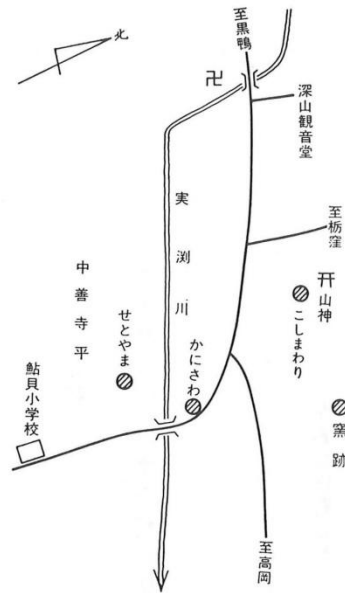 北
至黒鴨
卍
深山観音堂
至栃窪
実渕川
山神
こしまわり
中善寺平
せとやま
かにさわ
鮎貝小学校
窯跡
至高岡